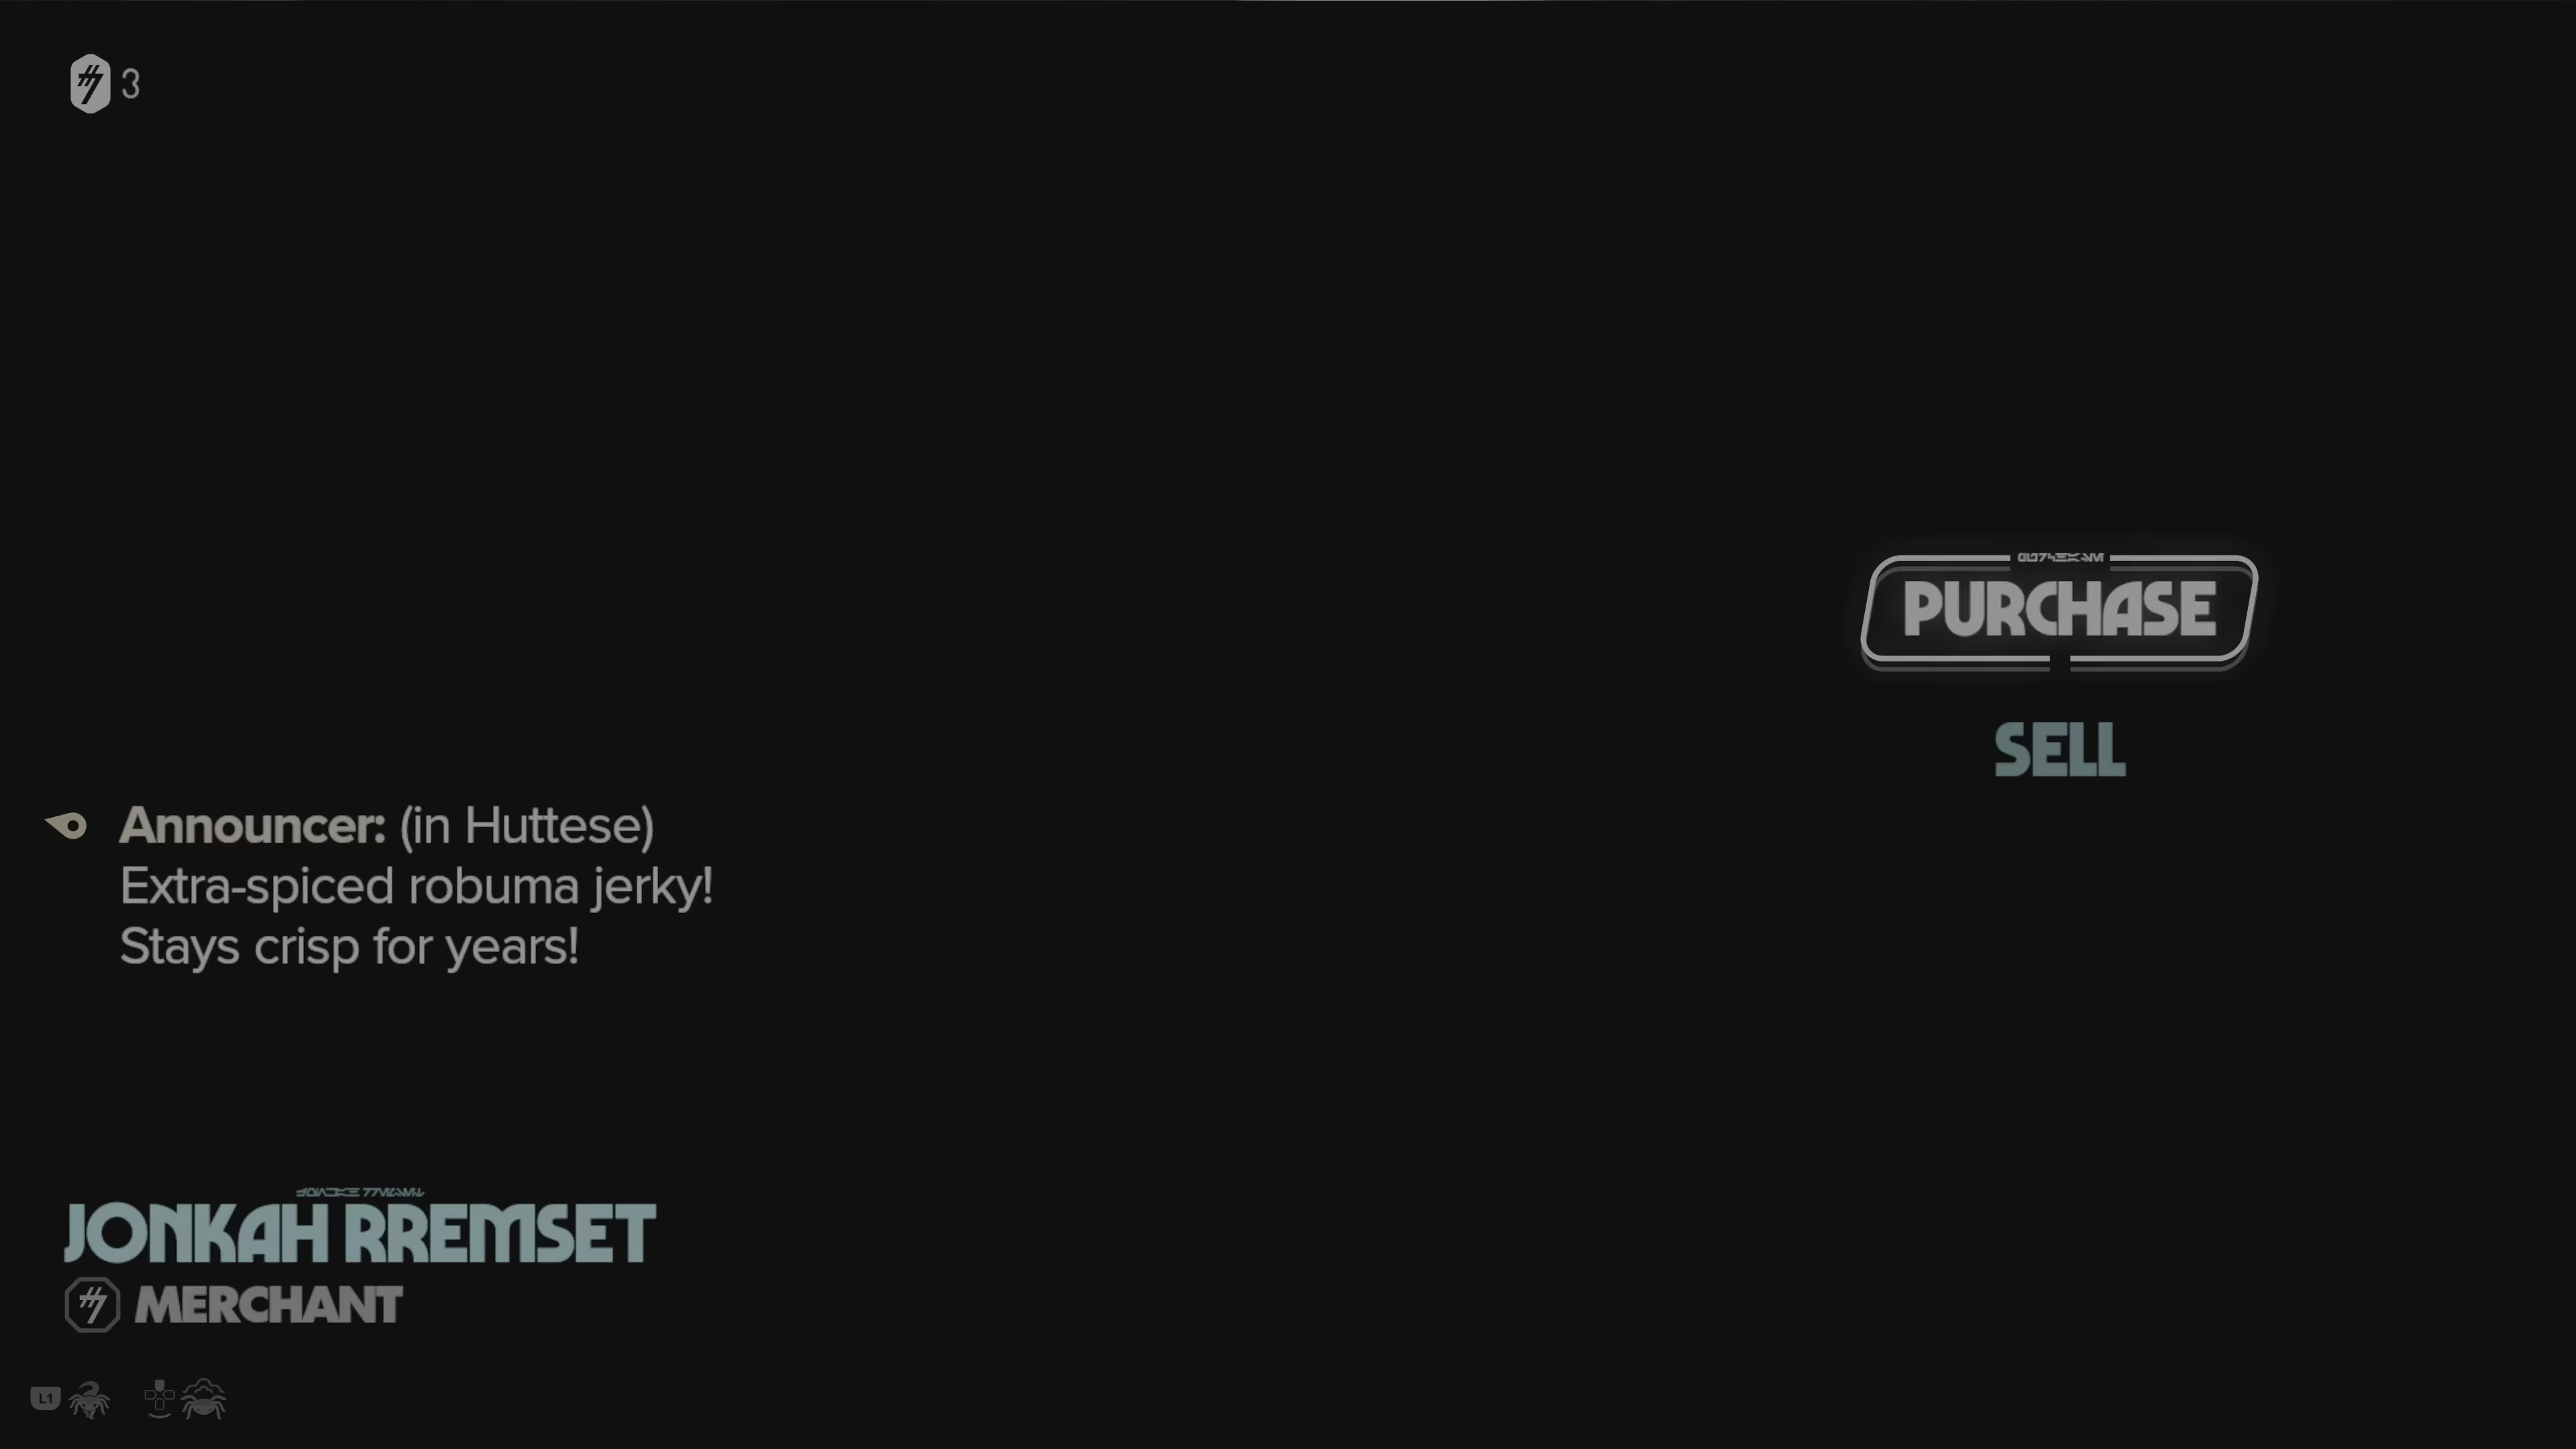 3
PURCHASE
SELL
Announcer: (in Huttese)
Extra-spiced robuma jerky!
Stays crisp for years!
JONKAH RREMSET
MERCHANT
L1